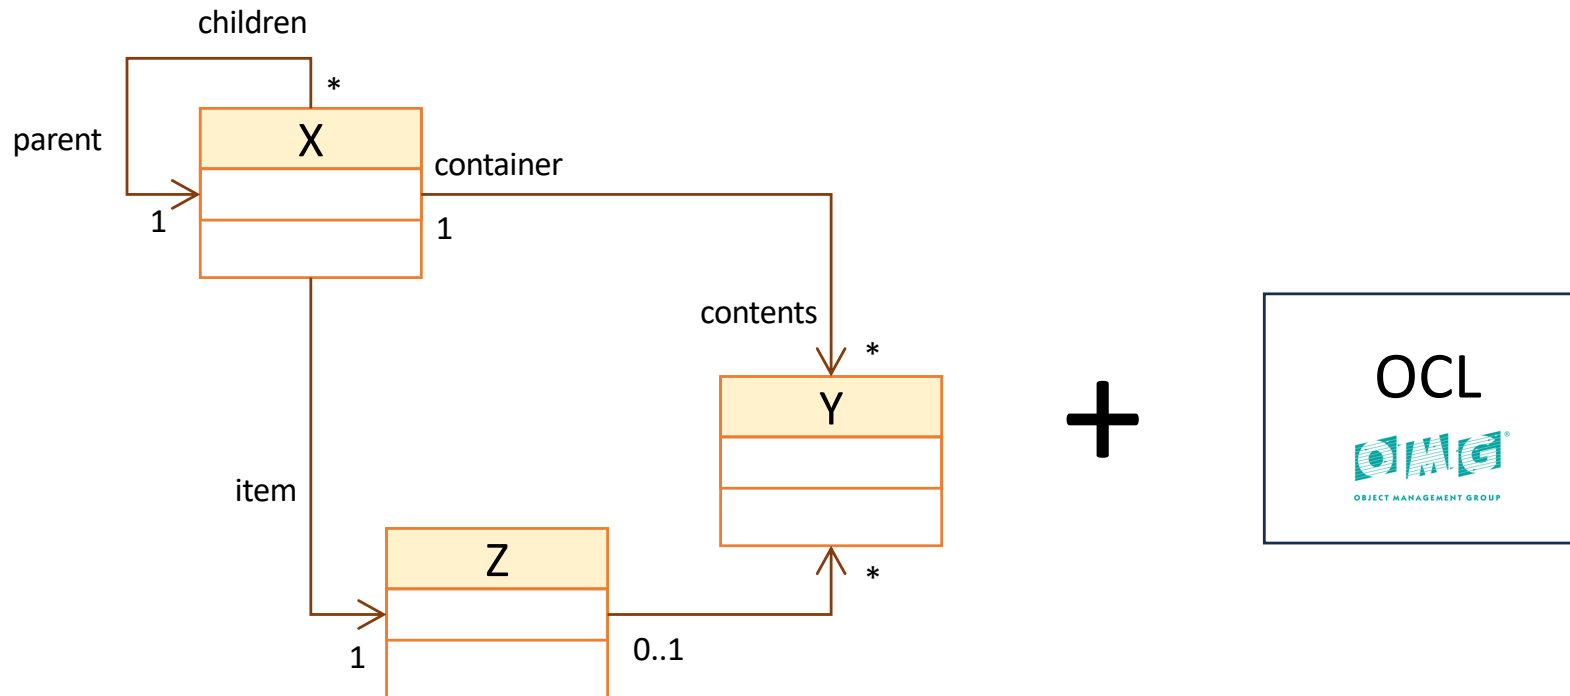 children
*
parent
X
container
1
1
contents
*
Y
OCL
OMG®
OBJECT MANAGEMENT GROUP
item
Z
*
1
0..1